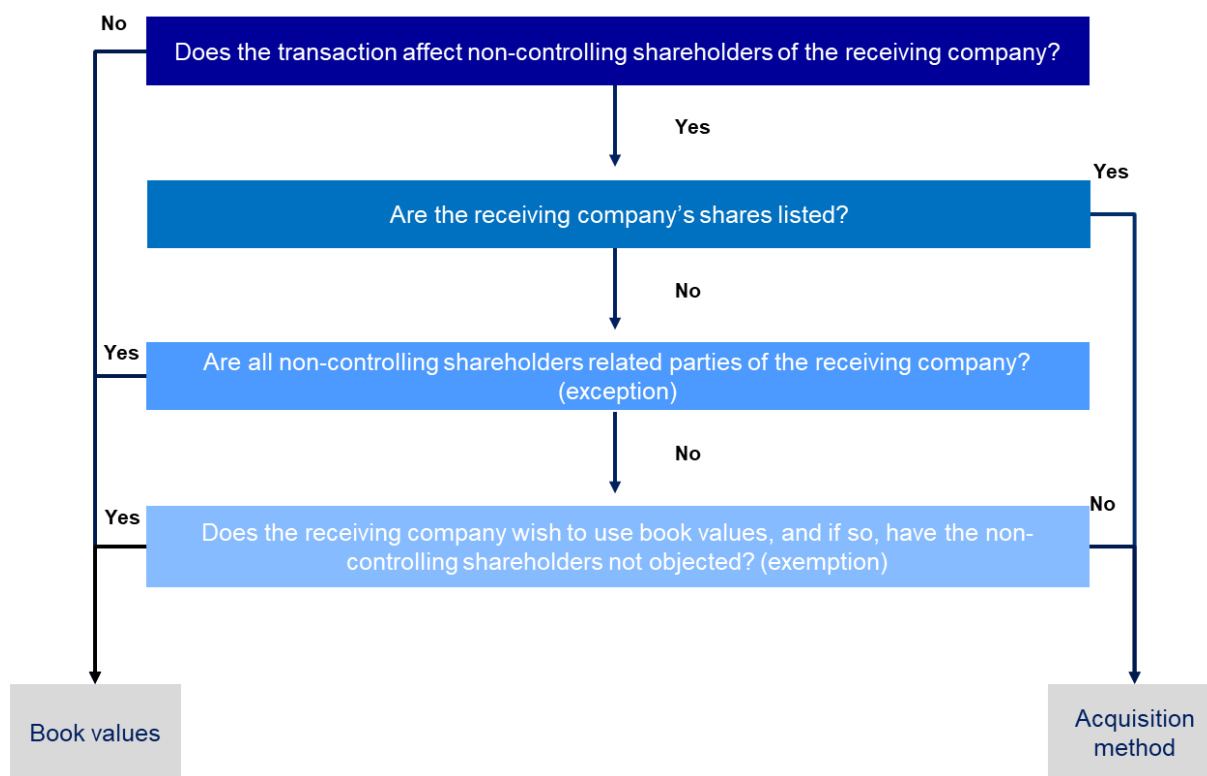 No
Does the transaction affect non-controlling shareholders of the receiving company?
Yes
Yes
Are the receiving company’s shares listed?
No
Yes
Are all non-controlling shareholders related parties of the receiving company?
(exception)
No
Yes
Does the receiving company wish to use book values, and if so, have the non-
controlling shareholders not objected? (exemption)
No
Book values
Acquisition
method